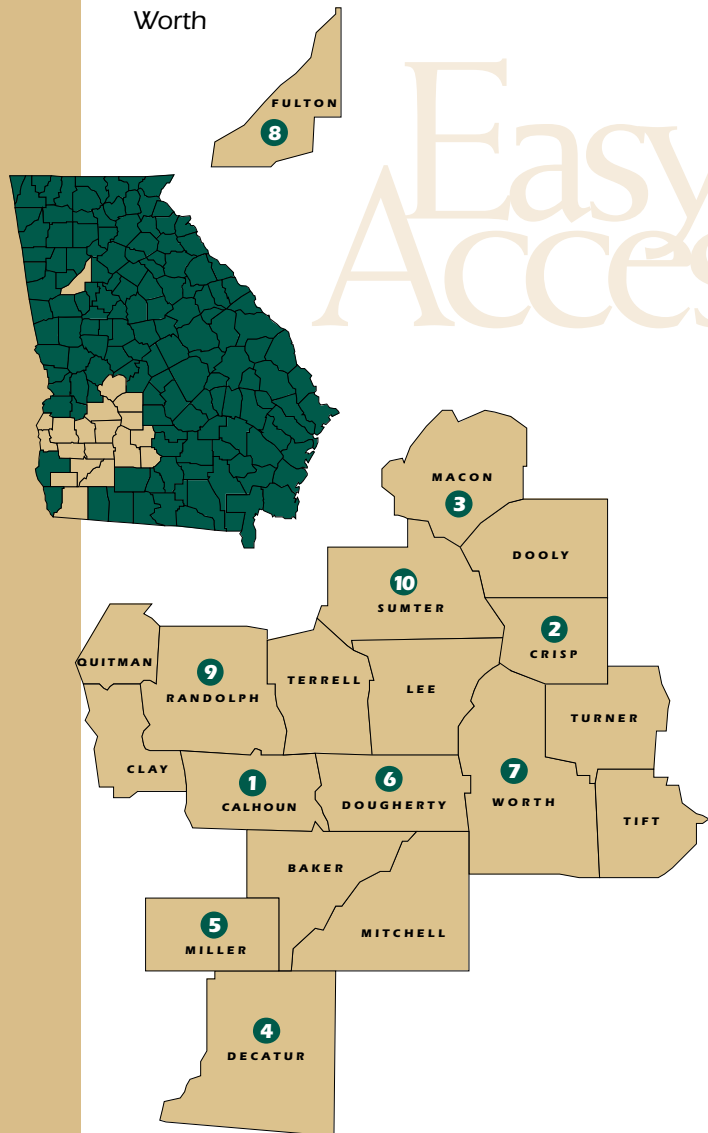 Worth
FULTON
8
Easy
Acces
MACON
3
DOOLY
10
SUMTER
2
CRISP
QUITMAN
9
RANDOLPH
TERRELL
LEE
TURNER
CLAY
1
CALHOUN
6
DOUGHERTY
7
WORTH
TIFT
BAKER
5
MILLER
MITCHELL
4
DECATUR